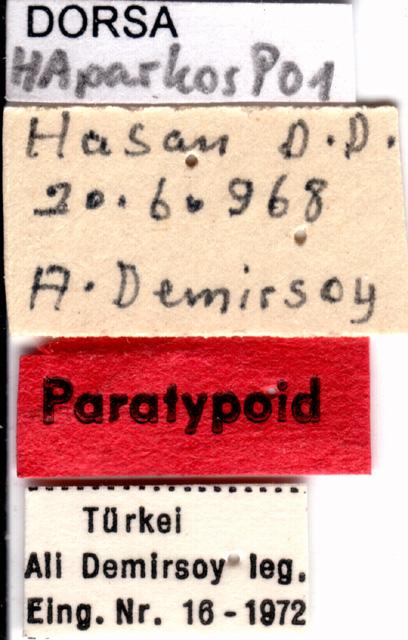 DORSA
HAparkosP01
Hasan D.D.
20.6.968
A. Demirsoy
Paratypoid
Türkei
Ali Demirsoy leg.
Eing. Nr. 16-1972